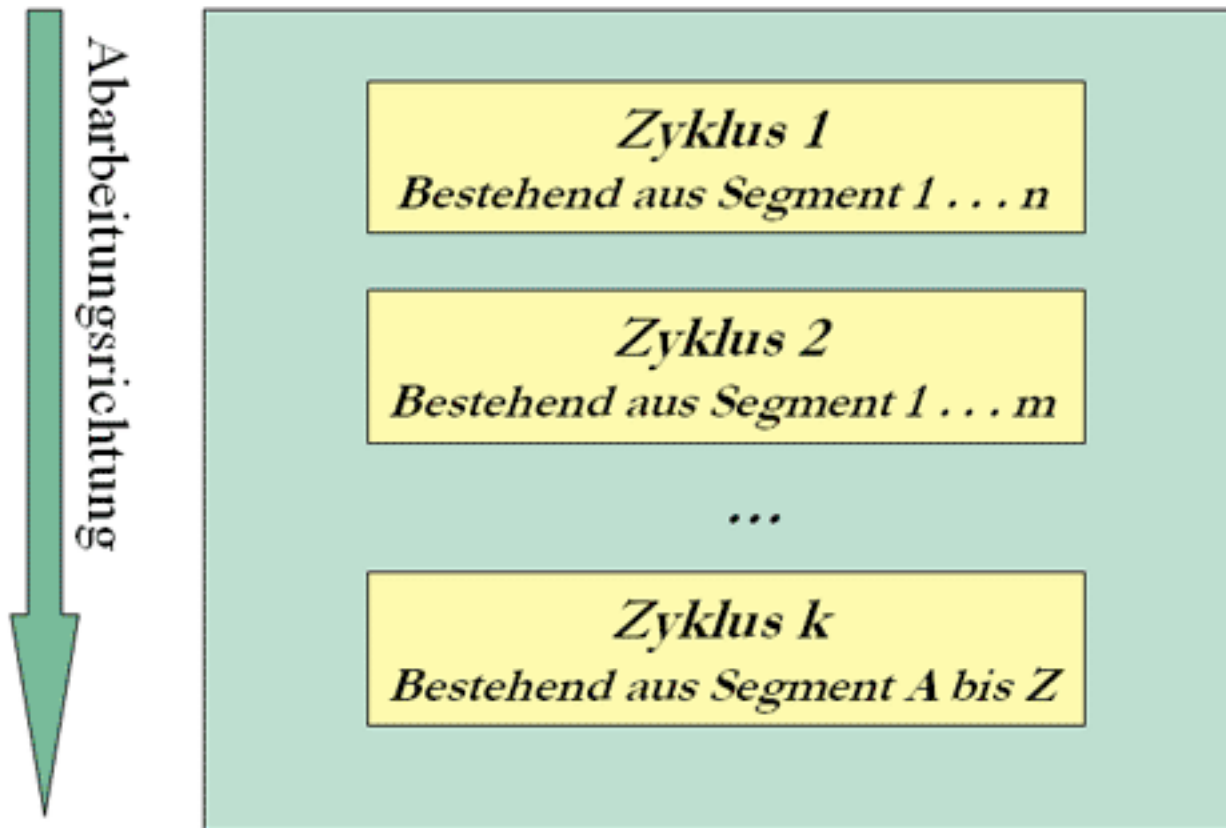 Abarbeitungsrichtung
Zyklus 1
Bestehend aus Segment 1 . . . n
Zyklus 2
Bestehend aus Segment 1 . . . m
...
Zyklus k
Bestehend aus Segment A bis Z